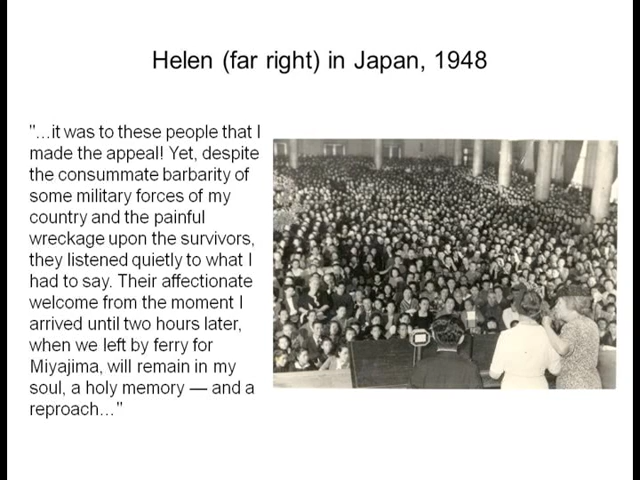 Helen (far right) in Japan, 1948
"...it was to these people that I
made the appeal! Yet, despite
the consummate barbarity of
some military forces of my
country and the painful
wreckage upon the survivors,
they listened quietly to what I
had to say. Their affectionate
welcome from the moment I
arrived until two hours later,
when we left by ferry for
Miyajima, will remain in my
soul, a holy memory — and a
reproach..."